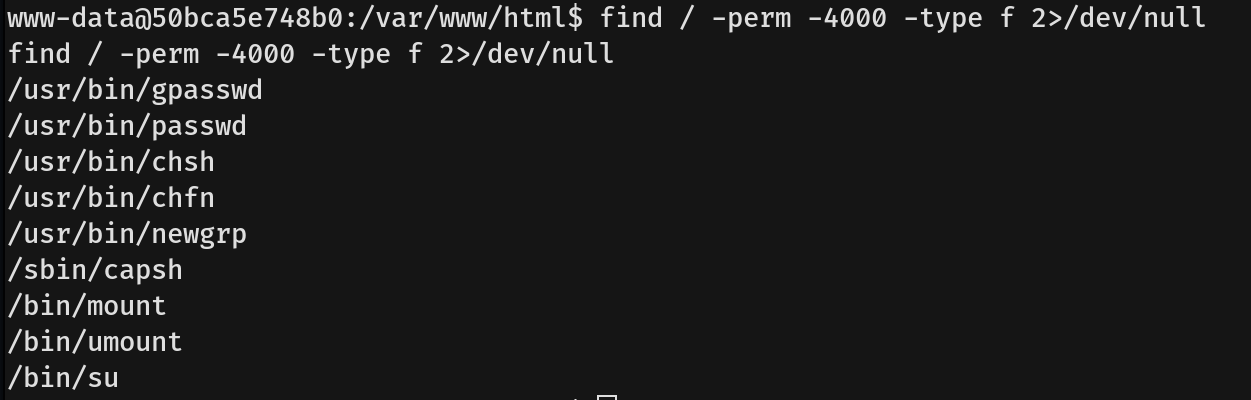 www-data@50bca5e748b0:/var/www/html$ find / -perm -4000 -type f 2>/dev/null
find / -perm -4000 -type f 2>/dev/null
/usr/bin/gpasswd
/usr/bin/passwd
/usr/bin/chsh
/usr/bin/chfn
/usr/bin/newgrp
/sbin/capsh
/bin/mount
/bin/umount
/bin/su